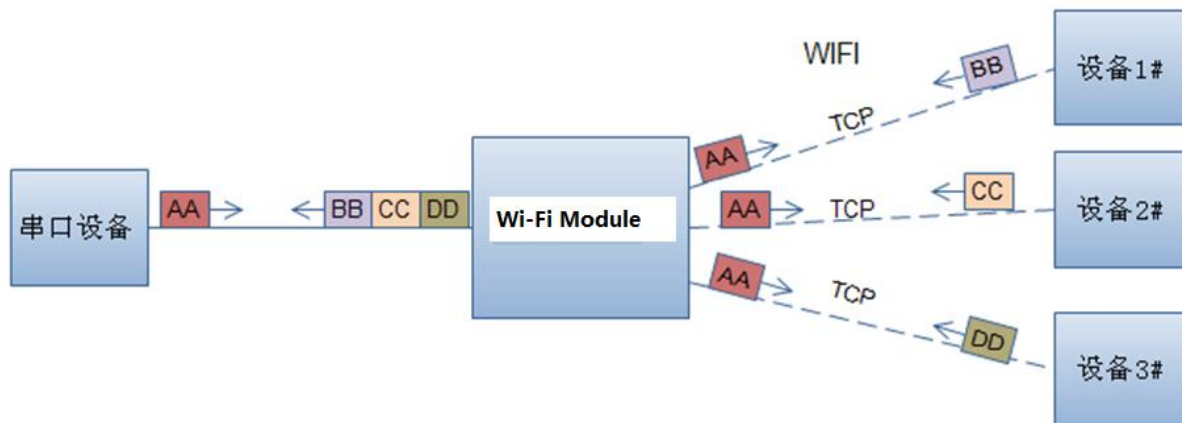 WIFI
设备1#
BB
TCP
AA
串口设备
AA
BB CC DD
Wi-Fi Module
AA
TCP
CC
设备2#
AA
TCP
DD
设备3#